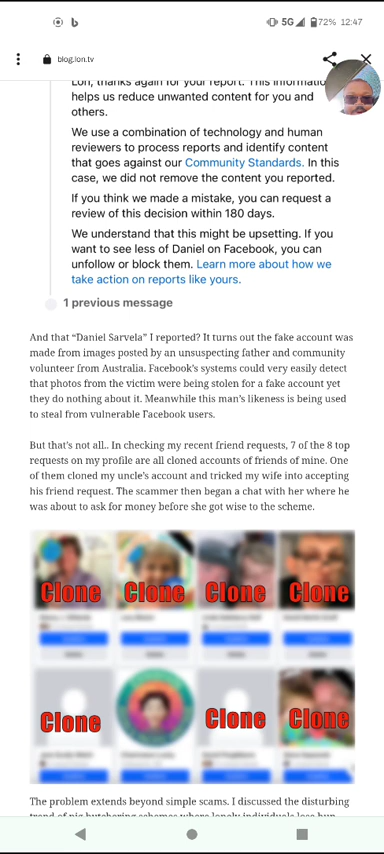 5G 72% 12:47
blog.lon.tv
Lon, thanks again for your report. This information
helps us reduce unwanted content for you and
others.
We use a combination of technology and human
reviewers to process reports and identify content
that goes against our Community Standards. In this
case, we did not remove the content you reported.
If you think we made a mistake, you can request a
review of this decision within 180 days.
We understand that this might be upsetting. If you
want to see less of Daniel on Facebook, you can
unfollow or block them. Learn more about how we
take action on reports like yours.
1 previous message
And that “Daniel Sarvela” I reported? It turns out the fake account was
made from images posted by an unsuspecting father and community
volunteer from Australia. Facebook’s systems could very easily detect
that photos from the victim were being stolen for a fake account yet
they do nothing about it. Meanwhile this man’s likeness is being used
to steal from vulnerable Facebook users.
But that’s not all.. In checking my recent friend requests, 7 of the 8 top
requests on my profile are all cloned accounts of friends of mine. One
of them cloned my uncle’s account and tricked my wife into accepting
his friend request. The scammer then began a chat with her where he
was about to ask for money before she got wise to the scheme.
Clone Clone Clone Clone
Clone Clone Clone
The problem extends beyond simple scams. I discussed the disturbing
trend of pig butchering schemes where lonely individuals lose hun